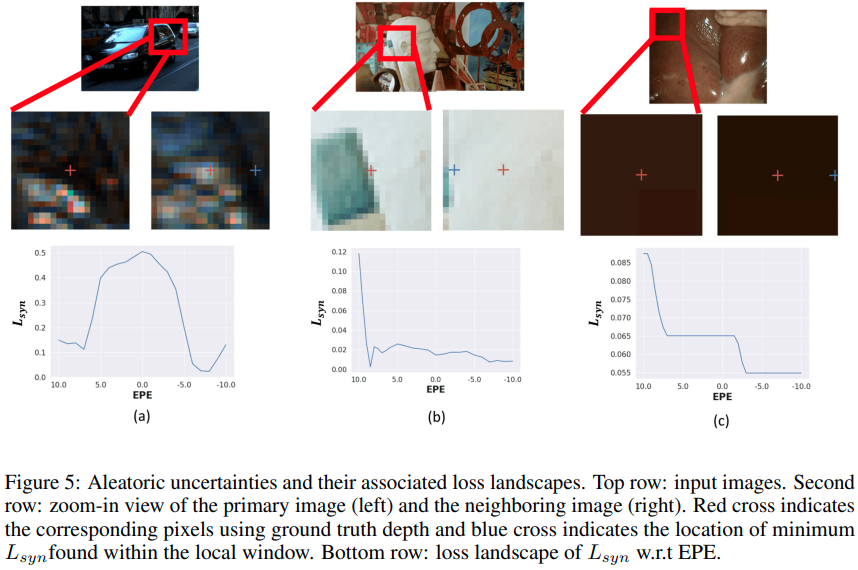 0.5
0.4
0.3
0.2
0.1
0.0
L_syn
10.0 5.0 0.0 -5.0 -10.0
EPE
(a)
0.12
0.10
0.08
0.06
0.04
0.02
0.00
L_syn
10.0 5.0 0.0 -5.0 -10.0
EPE
(b)
0.085
0.080
0.075
0.070
0.065
0.060
0.055
L_syn
10.0 5.0 0.0 -5.0 -10.0
EPE
(c)
Figure 5: Aleatoric uncertainties and their associated loss landscapes. Top row: input images. Second
row: zoom-in view of the primary image (left) and the neighboring image (right). Red cross indicates
the corresponding pixels using ground truth depth and blue cross indicates the location of minimum
L_syn found within the local window. Bottom row: loss landscape of L_syn w.r.t EPE.